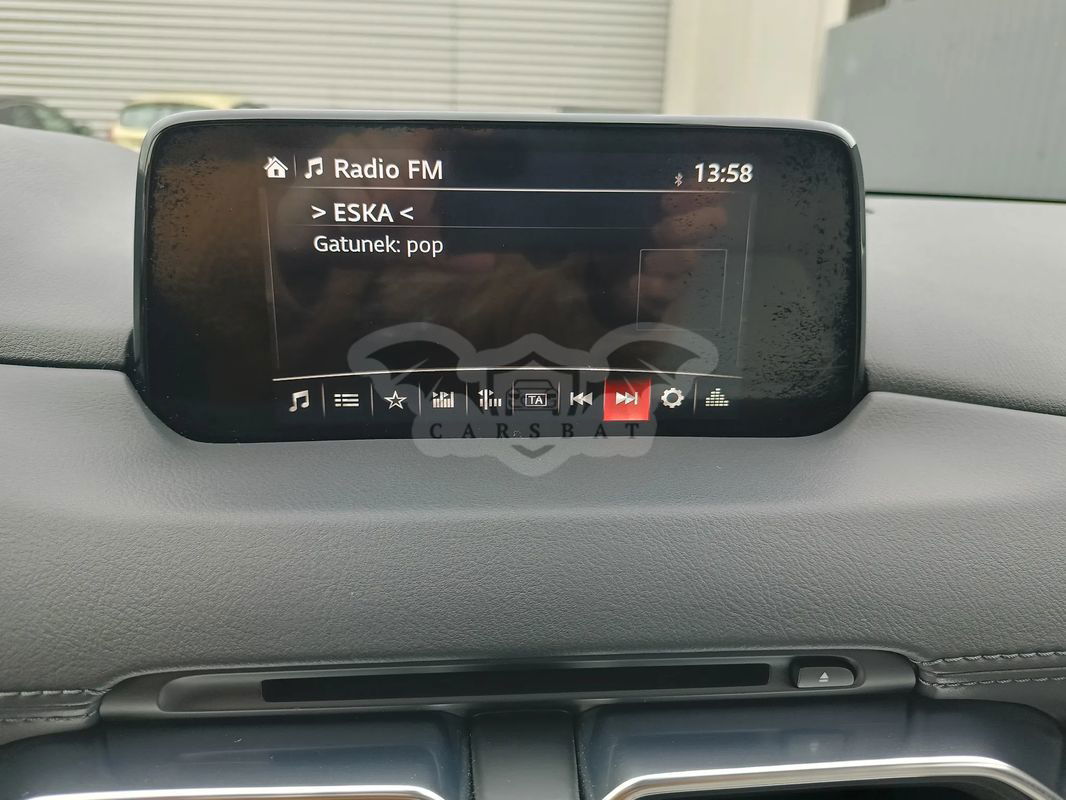 Radio FM
13:58
> ESKA <
Gatunek: pop
TA
CARSBAT